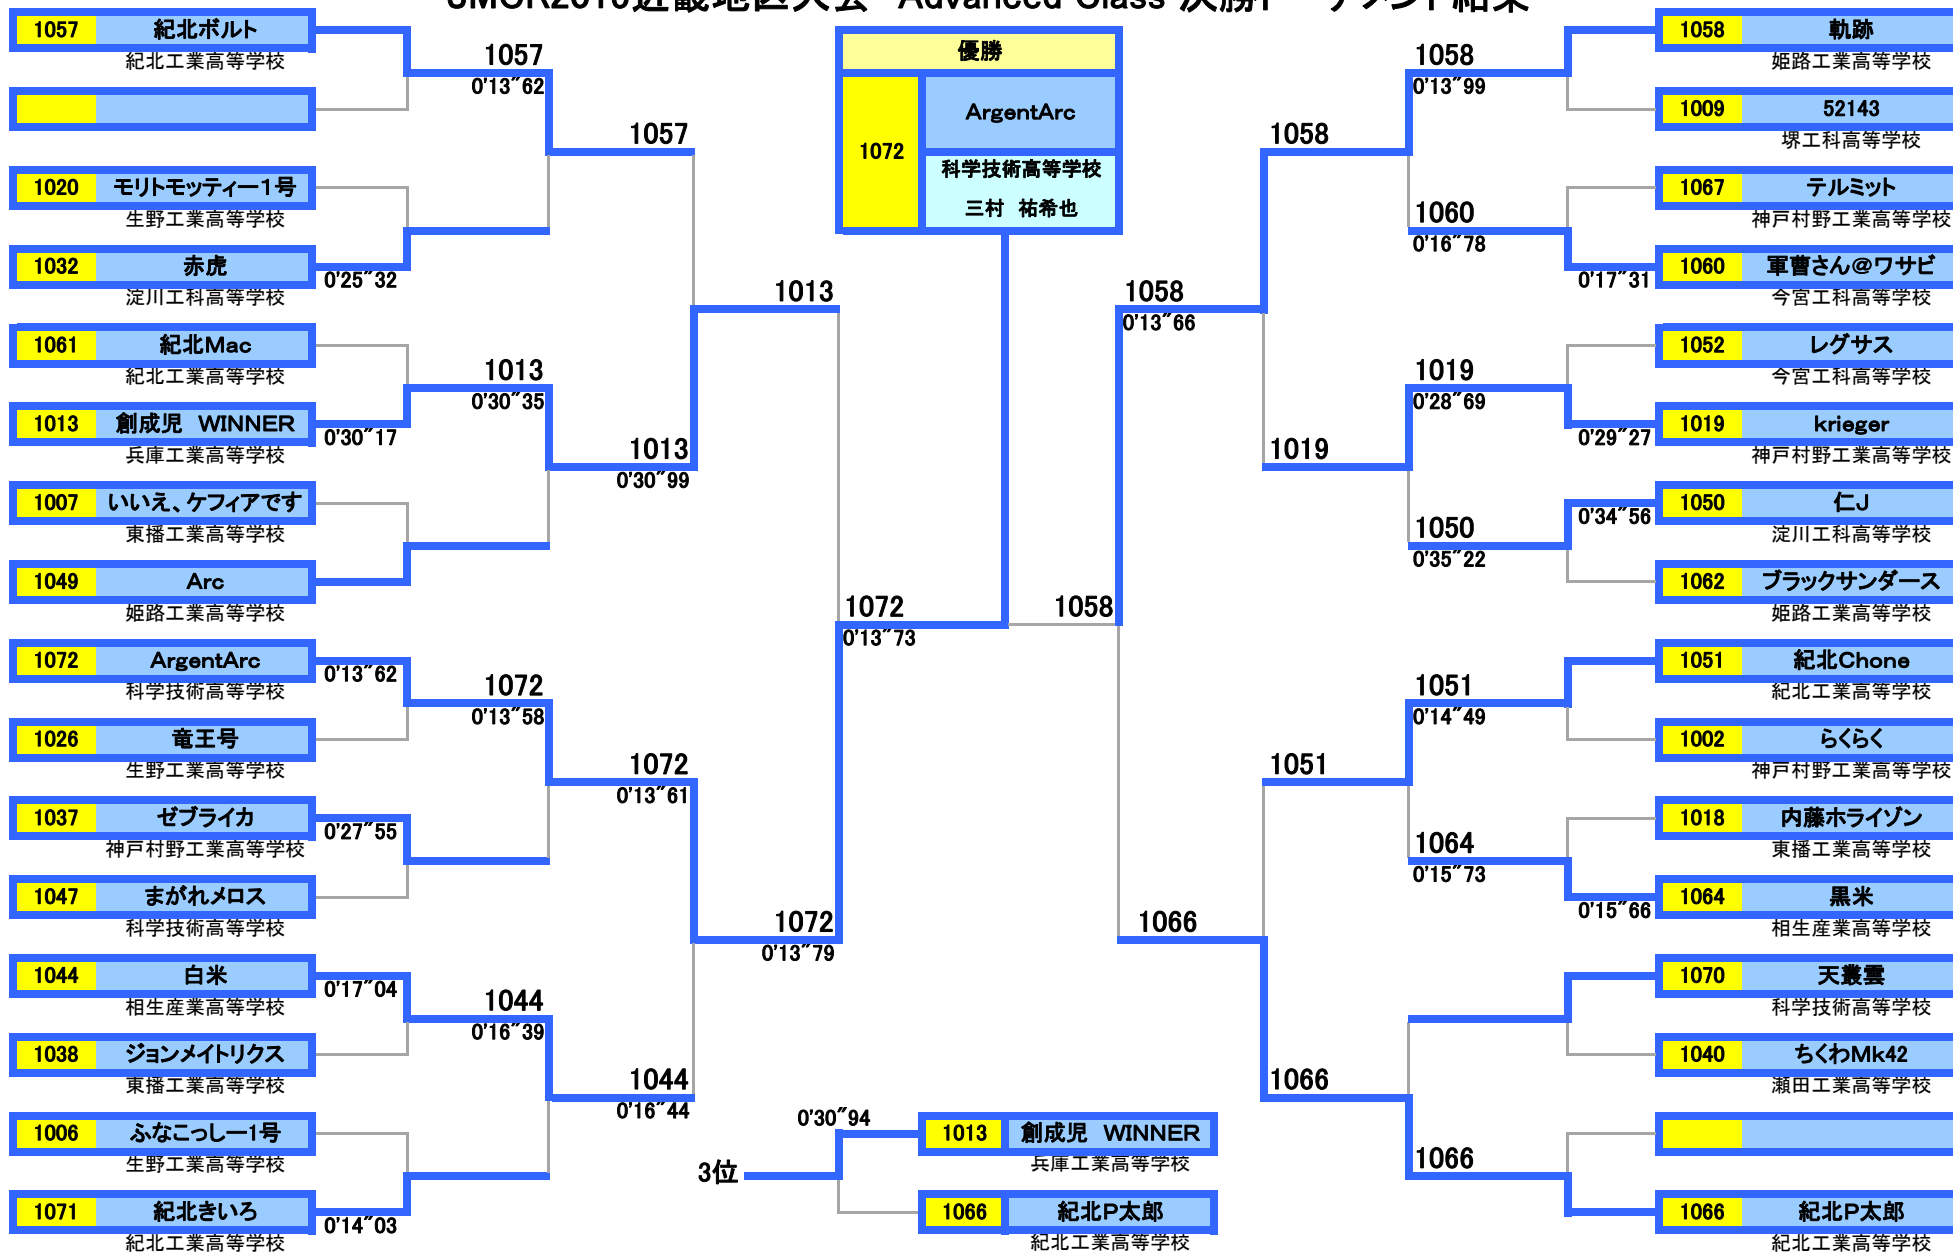 1057 紀北ボルト
紀北工業高等学校
1020 モリトモッティー1号
生野工業高等学校
1032 赤虎
淀川工科高等学校
0'25″32
1061 紀北Mac
紀北工業高等学校
1013 創成児 WINNER
兵庫工業高等学校
0'30″17
1007 いいえ、ケフィアです
東播工業高等学校
1049 Arc
姫路工業高等学校
1072 ArgentArc
科学技術高等学校
0'13″62
1026 竜王号
生野工業高等学校
1037 ゼブライカ
神戸村野工業高等学校
0'27″55
1047 まがれメロス
科学技術高等学校
1044 白米
相生産業高等学校
0'17″04
1038 ジョンメイトリクス
東播工業高等学校
1006 ふなこっしー1号
生野工業高等学校
1071 紀北きいろ
紀北工業高等学校
0'14″03
1057
0'13″62
1013
0'30″35
1072
0'13″58
1044
0'16″39
1057
1013
0'30″99
1072
0'13″61
1044
0'16″44
1013
1072
0'13″79
優勝
1072
ArgentArc
科学技術高等学校
三村 祐希也
1072
0'13″73
1058
3位
0'30″94
1013 創成児 WINNER
兵庫工業高等学校
1066 紀北P太郎
紀北工業高等学校
1058
0'13″66
1066
1058
1019
1051
1066
1058
0'13″99
1060
0'16″78
1019
0'28″69
1050
0'35″22
1051
0'14″49
1064
0'15″73
1066
1058 軌跡
姫路工業高等学校
1009 52143
堺工科高等学校
1067 テルミット
神戸村野工業高等学校
1060 軍曹さん@ワサビ
今宮工科高等学校
0'17″31
1052 レグサス
今宮工科高等学校
1019 krieger
神戸村野工業高等学校
0'29″27
1050 仁J
淀川工科高等学校
0'34″56
1062 ブラックサンダース
姫路工業高等学校
1051 紀北Chone
紀北工業高等学校
1002 らくらく
神戸村野工業高等学校
1018 内藤ホライゾン
東播工業高等学校
1064 黒米
相生産業高等学校
0'15″66
1070 天叢雲
科学技術高等学校
1040 ちくわMk42
瀬田工業高等学校
1066 紀北P太郎
紀北工業高等学校